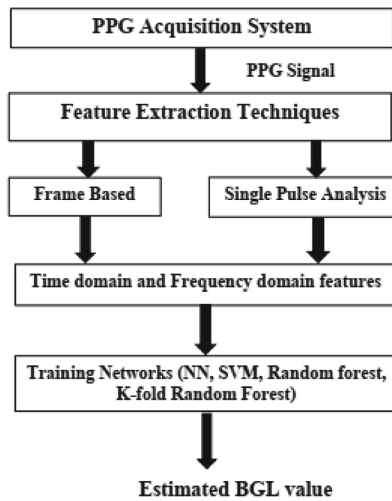 PPG Acquisition System
PPG Signal
Feature Extraction Techniques
Frame Based
Single Pulse Analysis
Time domain and Frequency domain features
Training Networks (NN, SVM, Random forest,
K-fold Random Forest)
Estimated BGL value